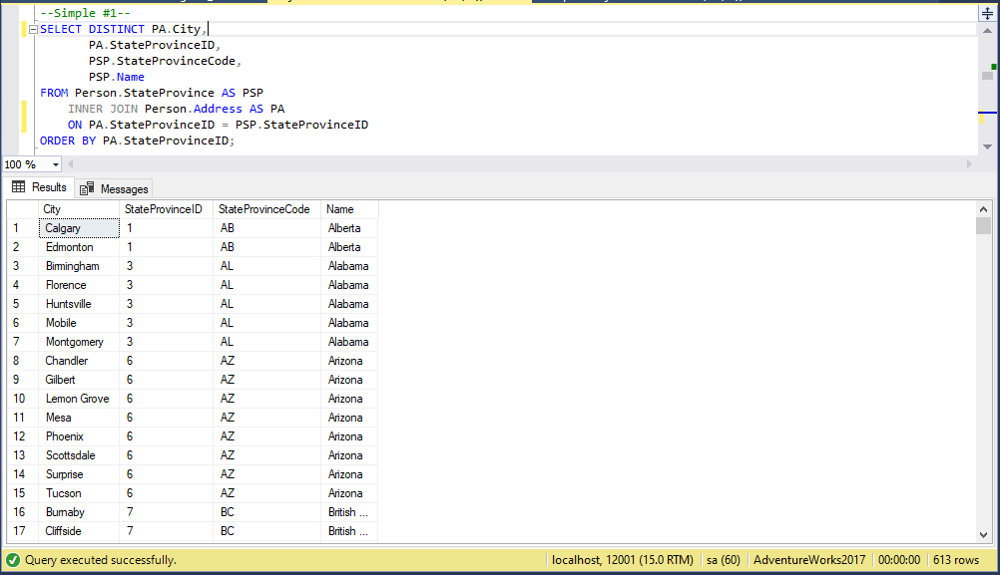 --Simple #1--
SELECT DISTINCT PA.City,
PA.StateProvinceID,
PSP.StateProvinceCode,
PSP.Name
FROM Person.StateProvince AS PSP
INNER JOIN Person.Address AS PA
ON PA.StateProvinceID = PSP.StateProvinceID
ORDER BY PA.StateProvinceID;
100 %
Results Messages
City StateProvinceID StateProvinceCode Name
1 Calgary 1 AB Alberta
2 Edmonton 1 AB Alberta
3 Birmingham 3 AL Alabama
4 Florence 3 AL Alabama
5 Huntsville 3 AL Alabama
6 Mobile 3 AL Alabama
7 Montgomery 3 AL Alabama
8 Chandler 6 AZ Arizona
9 Gilbert 6 AZ Arizona
10 Lemon Grove 6 AZ Arizona
11 Mesa 6 AZ Arizona
12 Phoenix 6 AZ Arizona
13 Scottsdale 6 AZ Arizona
14 Surprise 6 AZ Arizona
15 Tucson 6 AZ Arizona
16 Burnaby 7 BC British ...
17 Cliffside 7 BC British ...
Query executed successfully. localhost, 12001 (15.0 RTM) sa (60) AdventureWorks2017 00:00:00 613 rows